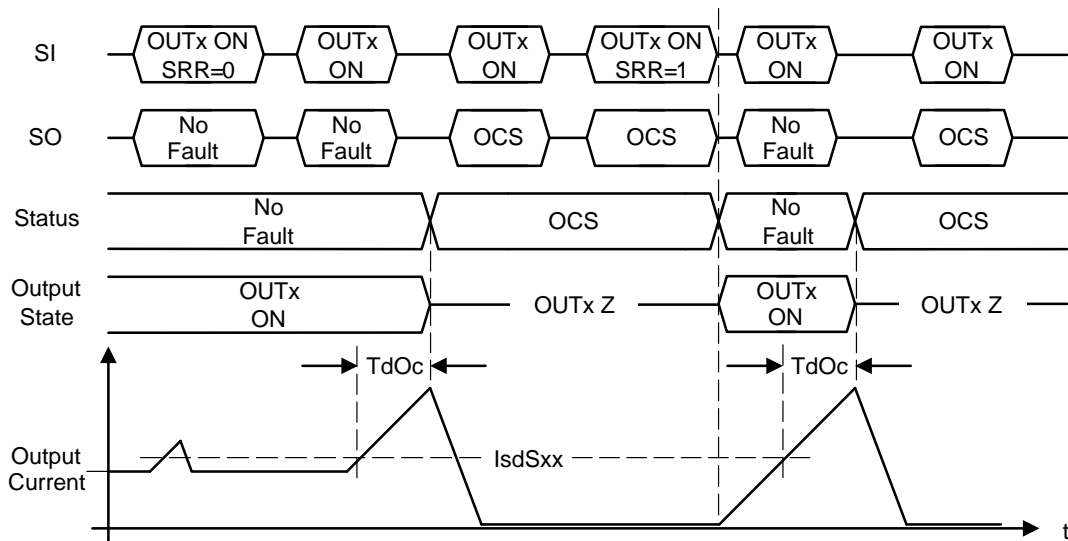 SI
OUTx ON
SRR=0
OUTx
ON
OUTx
ON
OUTx ON
SRR=1
OUTx
ON
OUTx
ON
SO
No
Fault
No
Fault
OCS
OCS
No
Fault
OCS
Status
No
Fault
OCS
No
Fault
OCS
Output
State
OUTx
ON
OUTx Z
OUTx
ON
OUTx Z
TdOc
TdOc
Output
Current
IsdSxx
t